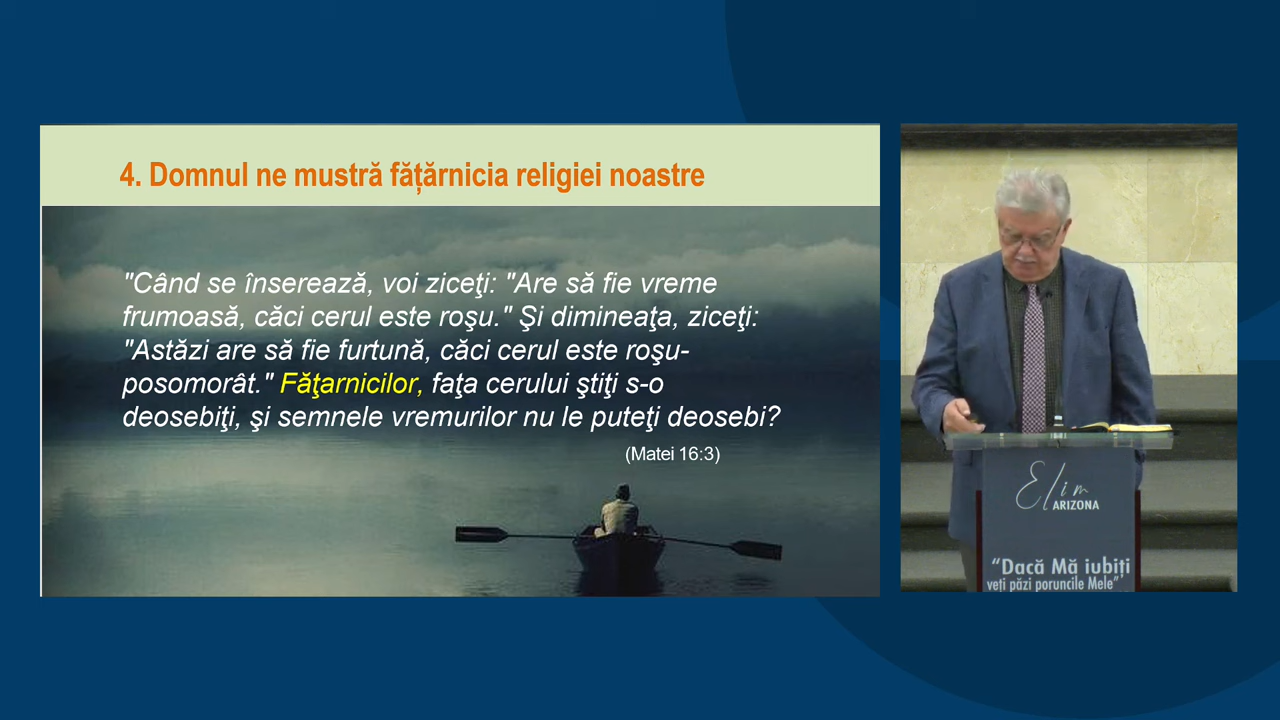 4. Domnul ne mustră fățărnicia religiei noastre
"Când se înserează, voi ziceţi: "Are să fie vreme
frumoasă, căci cerul este roşu." Şi dimineaţa, ziceţi:
"Astăzi are să fie furtună, căci cerul este roşu-
posomorât." Făţarnicilor, faţa cerului ştiţi s-o
deosebiţi, şi semnele vremurilor nu le puteţi deosebi?
(Matei 16:3)
Elim
ARIZONA
“Dacă Mă iubiți
veți păzi poruncile Mele”